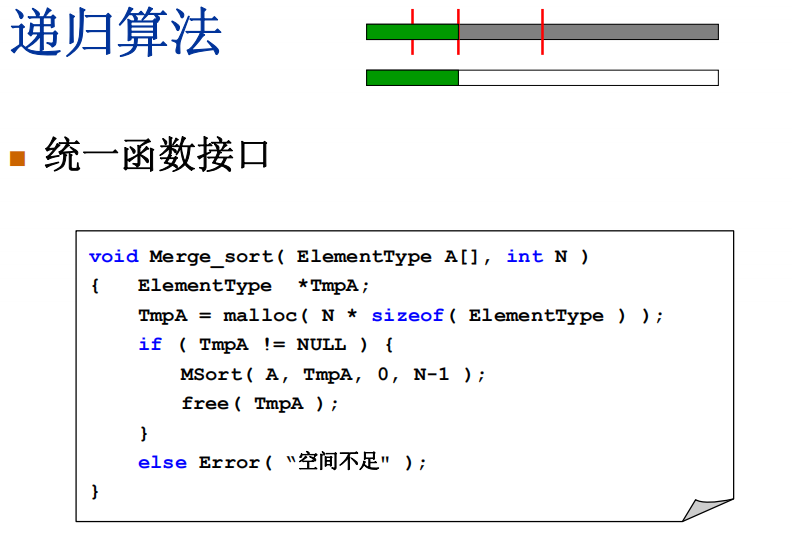 递归算法
统一函数接口
void Merge_sort( ElementType A[], int N )
{   ElementType  *TmpA;
    TmpA = malloc( N * sizeof( ElementType ) );
    if ( TmpA != NULL ) {
        MSort( A, TmpA, 0, N-1 );
        free( TmpA );
    }
    else Error( “空间不足" );
}